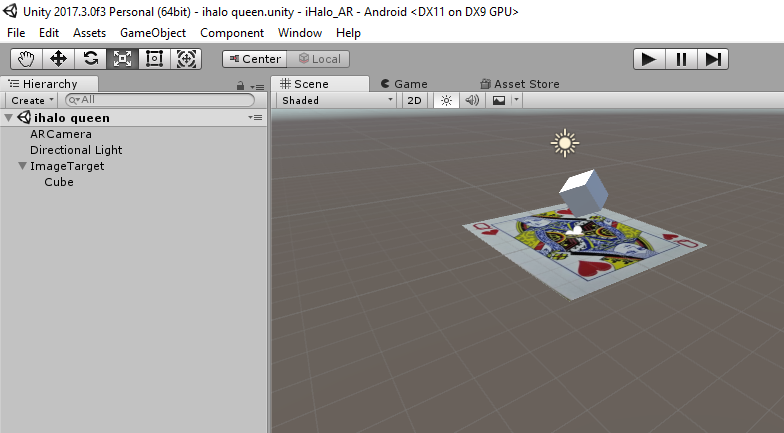 Unity 2017.3.0f3 Personal (64bit) - ihalo queen.unity - iHalo_AR - Android <DX11 on DX9 GPU>
File Edit Assets GameObject Component Window Help
Center Local
Hierarchy
Scene Game Asset Store
Create All
Shaded 2D
ihalo queen
ARCamera
Directional Light
ImageTarget
Cube
Q
Q